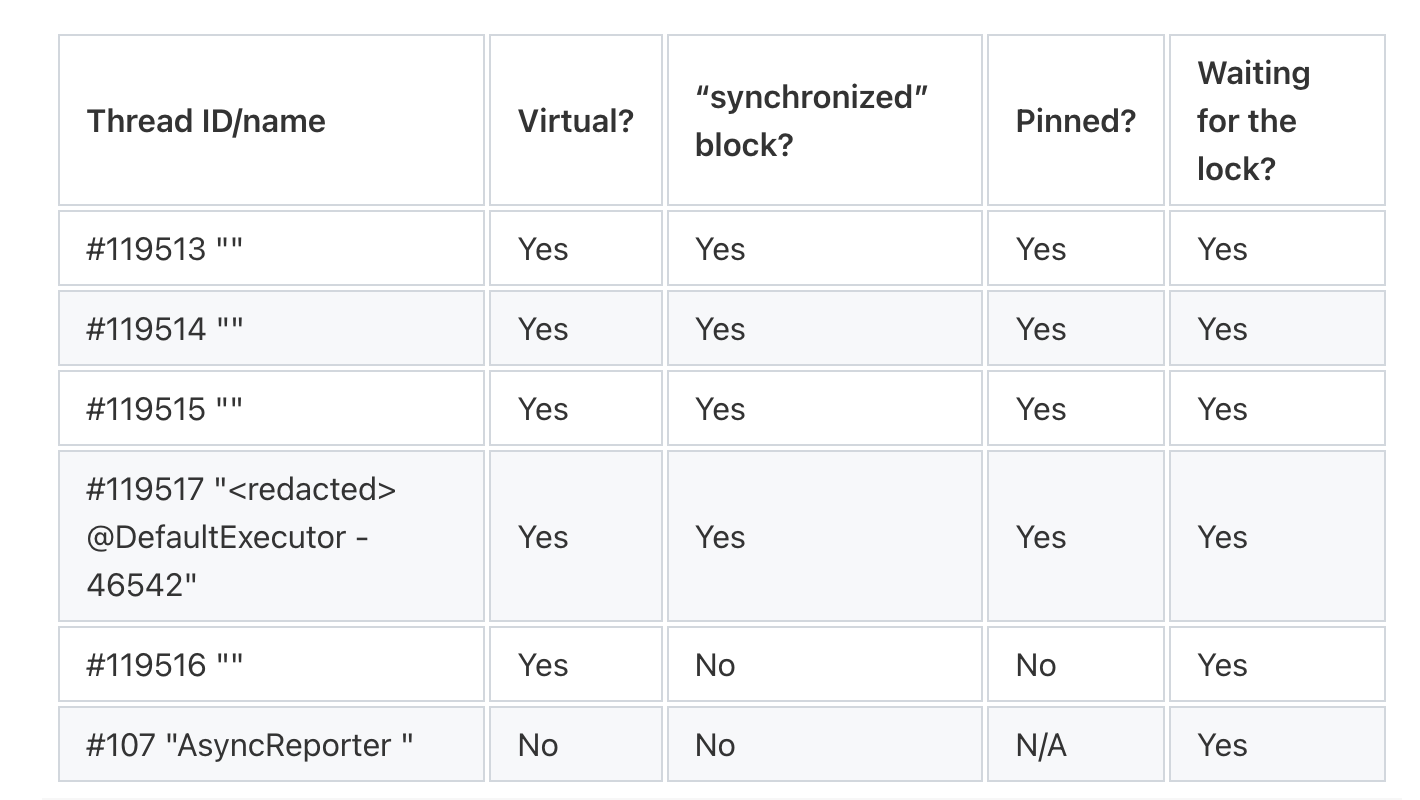 Thread ID/name Virtual? “synchronized” block? Pinned? Waiting for the lock?
#119513 "" Yes Yes Yes Yes
#119514 "" Yes Yes Yes Yes
#119515 "" Yes Yes Yes Yes
#119517 "<redacted>
@DefaultExecutor -
46542" Yes Yes Yes Yes
#119516 "" Yes No No Yes
#107 "AsyncReporter " No No N/A Yes